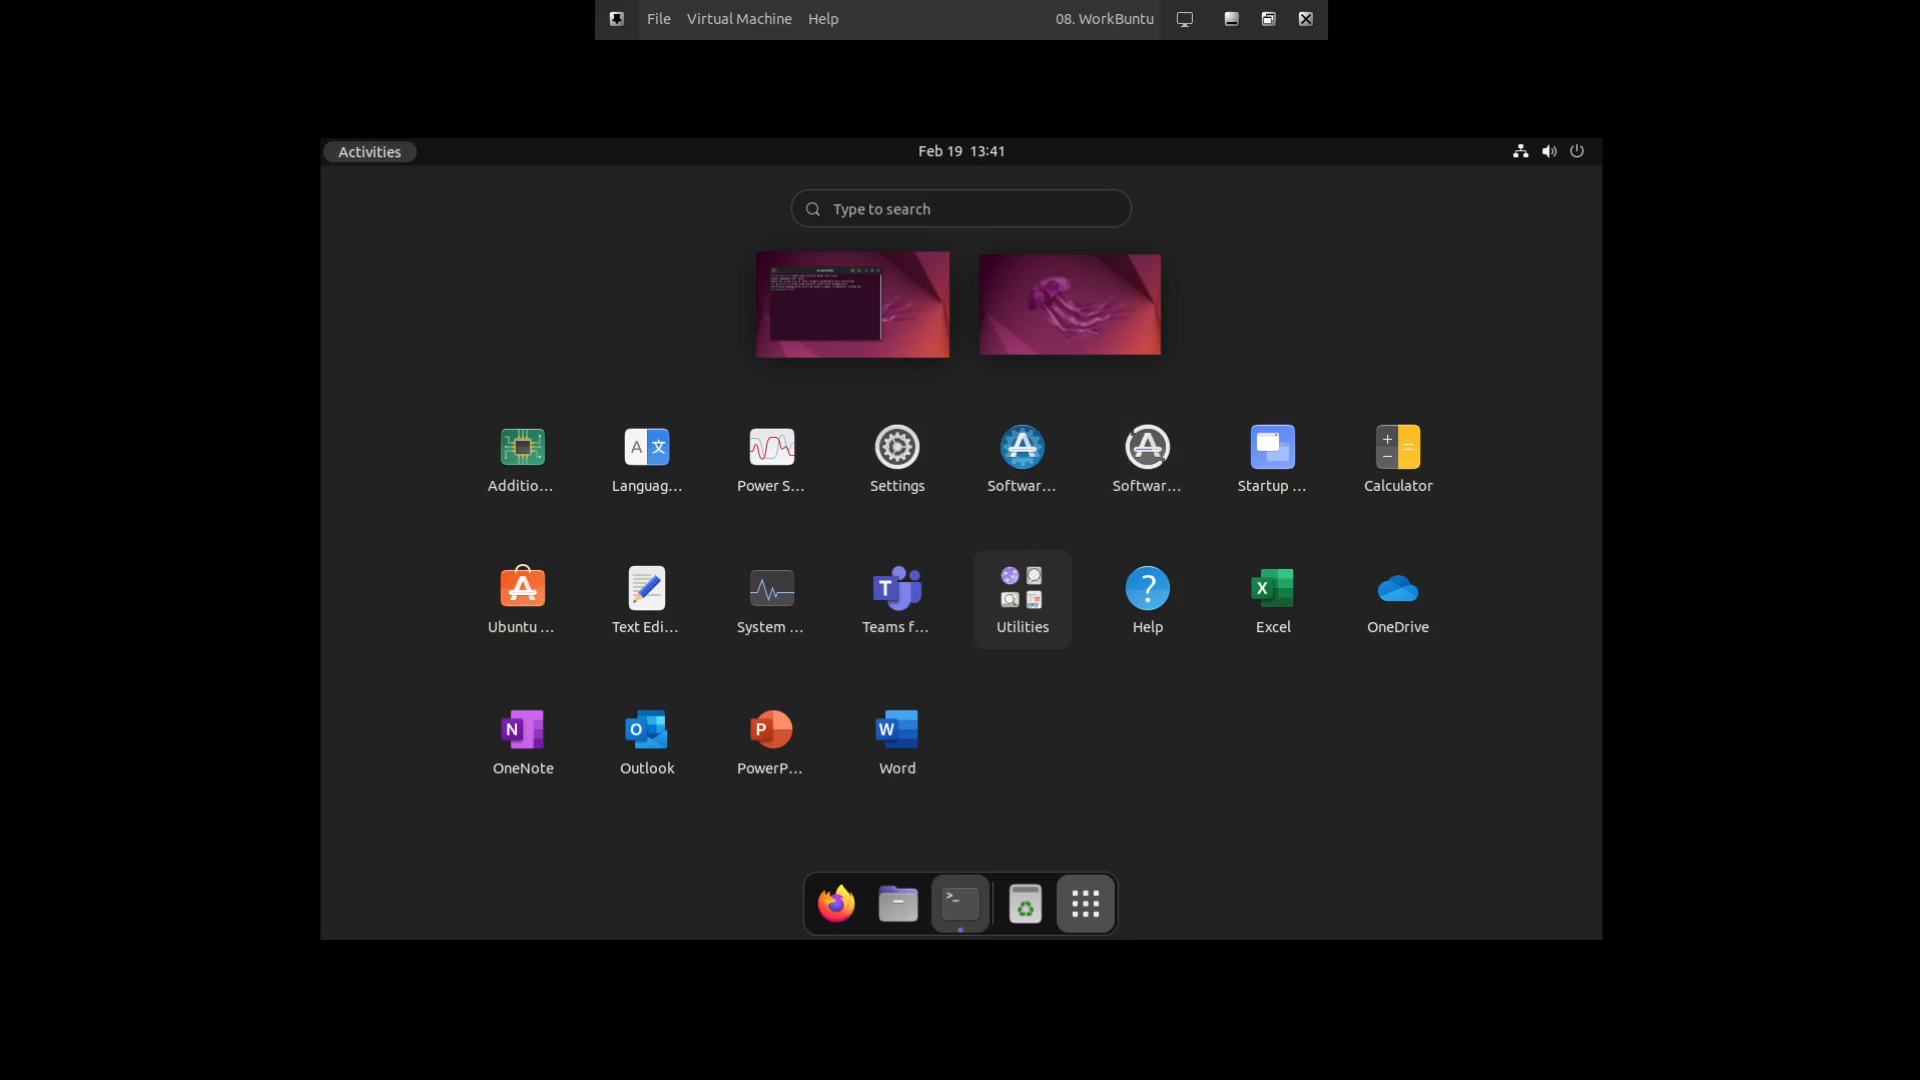 File Virtual Machine Help 08. WorkBuntu
Activities Feb 19 13:41
Type to search
Additio... Languag... Power S... Settings Softwar... Softwar... Startup ... Calculator
Ubuntu ... Text Edi... System ... Teams f... Utilities Help Excel OneDrive
OneNote Outlook PowerP... Word